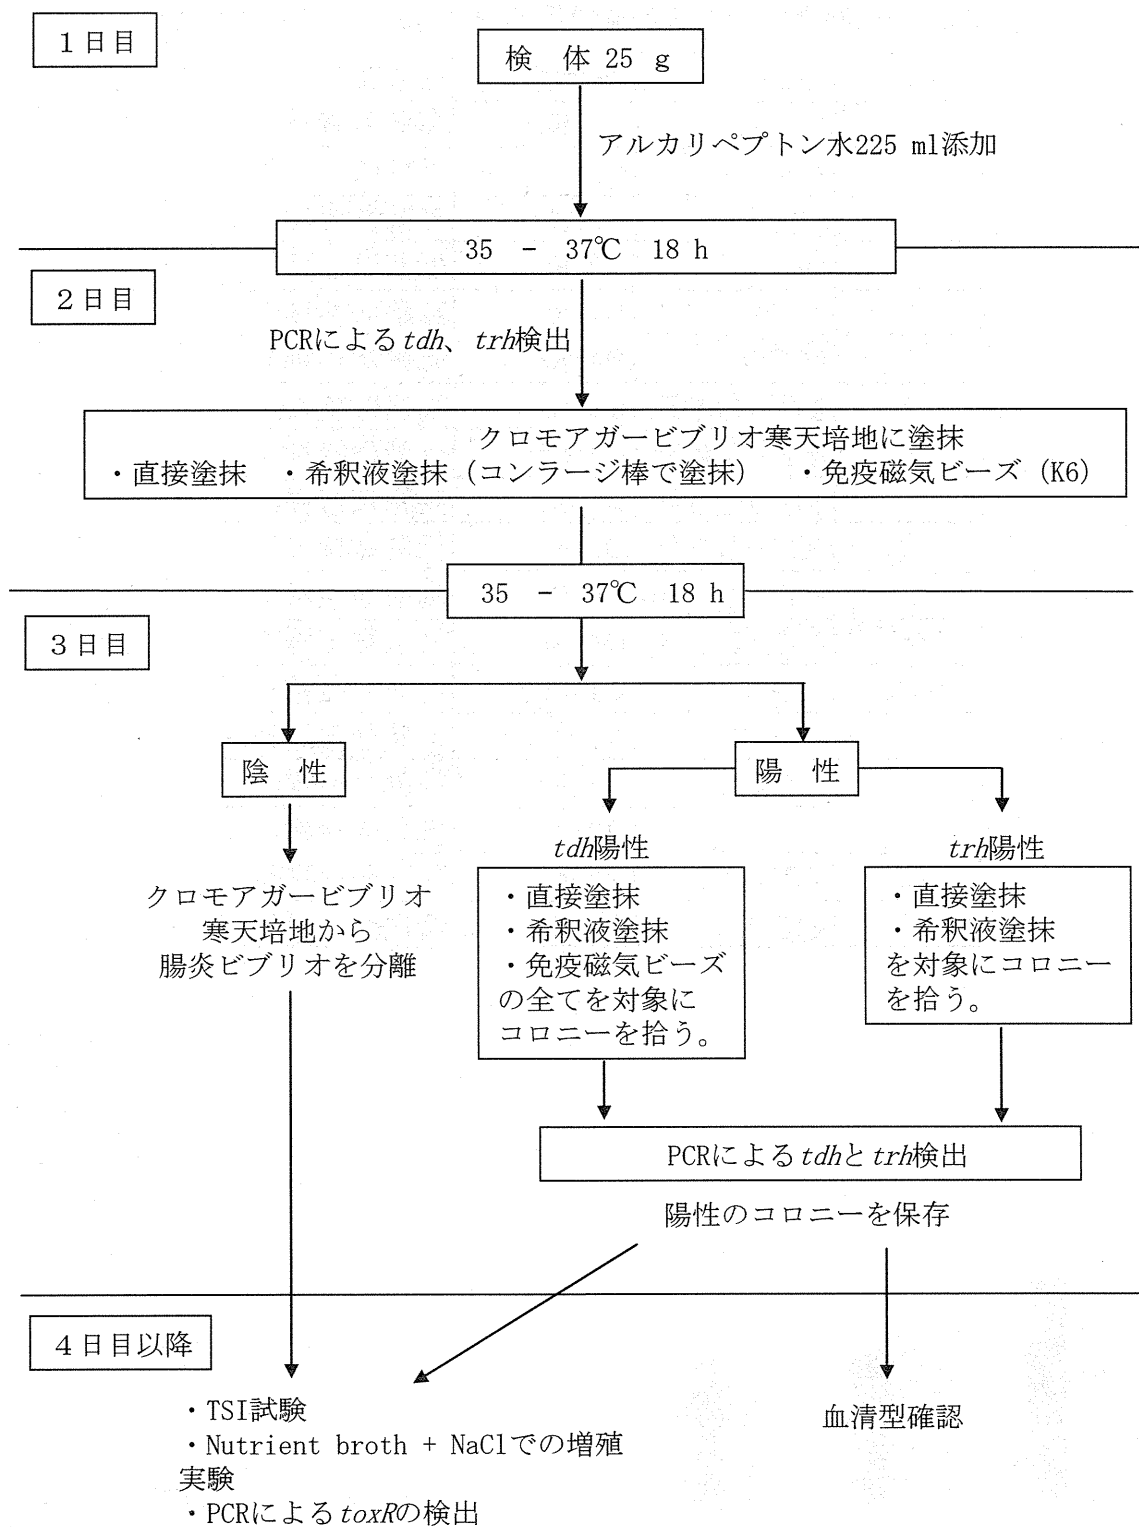 １日目
検　体 25 g
アルカリペプトン水225 ml添加
35 － 37℃ 18 h
２日目
PCRによるtdh、trh検出
クロモアガービブリオ寒天培地に塗抹
・直接塗抹　・希釈液塗抹（コンラージ棒で塗抹）　・免疫磁気ビーズ（K6）
35 － 37℃ 18 h
３日目
陰　性
陽　性
tdh陽性
trh陽性
クロモアガービブリオ
寒天培地から
腸炎ビブリオを分離
・直接塗抹
・希釈液塗抹
・免疫磁気ビーズ
の全てを対象に
コロニーを拾う。
・直接塗抹
・希釈液塗抹
を対象にコロニー
を拾う。
PCRによるtdhとtrh検出
陽性のコロニーを保存
４日目以降
・TSI試験
・Nutrient broth + NaClでの増殖
実験
・PCRによるtoxRの検出
血清型確認